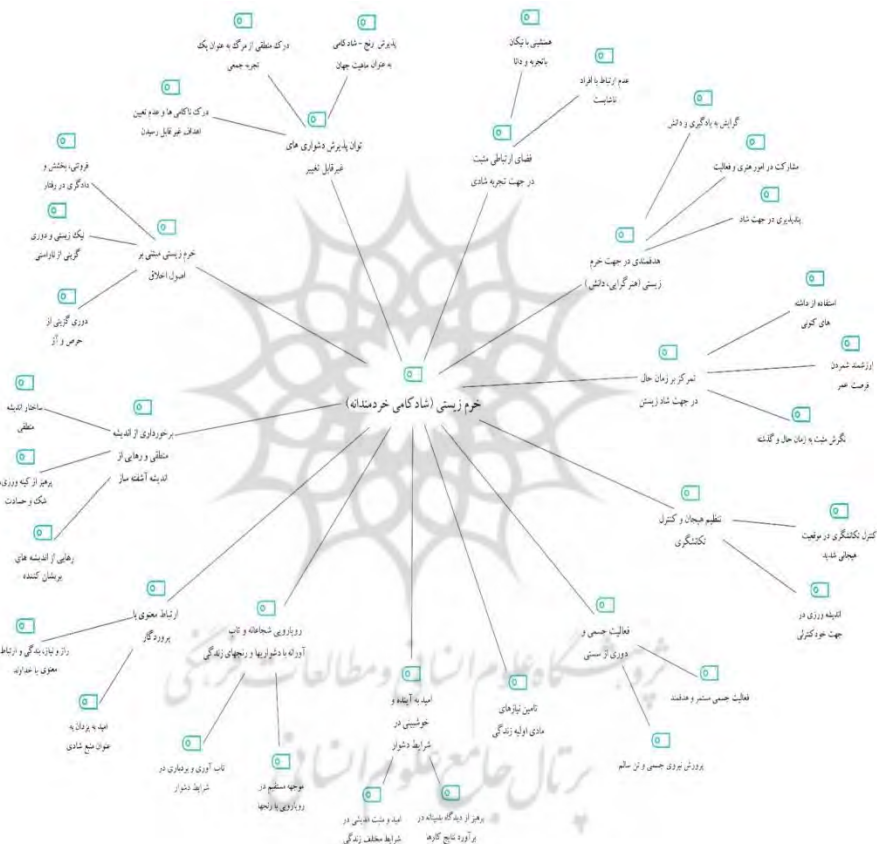 همنشینی با نیکان
باتجربه و دانا
عدم ارتباط با افراد
ناشایست
فضای ارتباطی مثبت
در جهت تجربه شادی
پذیرش رنج - شادکامی
به عنوان ماهیت جهان
درک منطقی از مرگ به عنوان یک
تجربه جمعی
درک ناکامی ها و عدم تعیین
اهداف غیر قابل رسیدن
توان پذیرش دشواری های
غیرقابل تغییر
گرایش به یادگیری و دانش
مشارکت در امور هنری و فعالیت
پندپذیری در جهت شاد
هدفمندی در جهت خرم
زیستی (هنرگرایی، دانش)
فروتنی، بخشش و
دادگری در رفتار
نیک زیستی و دوری
گزینی از ناراستی
دوری گزینی از
حرص و آز
خرم زیستی مبتنی بر
اصول اخلاق
استفاده از داشته
های کنونی
ارزشمند شمردن
فرصت عمر
نگرش مثبت به زمان حال و گذشته
تمرکز بر زمان حال
در جهت شاد زیستن
خرم زیستی (شادکامی خردمندانه)
ساختار اندیشه
منطقی
پرهیز از کینه ورزی،
شک و حسادت
رهایی از اندیشه های
پریشان کننده
برخورداری از اندیشه
منطقی و رهایی از
اندیشه آشفته ساز
تنظیم هیجان و کنترل
تکانشگری
کنترل تکانشگری در موقعیت
هیجانی شدید
اندیشه ورزی در
جهت خودکنترلی
ارتباط معنوی با
پروردگار
راز و نیاز، بندگی و ارتباط
معنوی با خداوند
امید به یزدان به
عنوان منبع شادی
رویارویی شجاعانه و تاب
آورانه با دشواریها و رنجهای زندگی
تاب آوری و بردباری در
شرایط دشوار
موجهه مستقیم در
رویارویی با رنجها
امید به آینده و
خوشبینی در
شرایط دشوار
امید و مثبت اندیشی در
شرایط مختلف زندگی
پرهیز از دیدگاه بدبینانه در
برآورد نتایج کارها
تامین نیازهای
مادی اولیه زندگی
فعالیت جسمی و
دوری از سستی
فعالیت جسمی مستمر و هدفمند
پرورش نیروی جسمی و تن سالم
پژوهشگاه علوم انسانی و مطالعات فرهنگی
پرتال جامع علوم انسانی